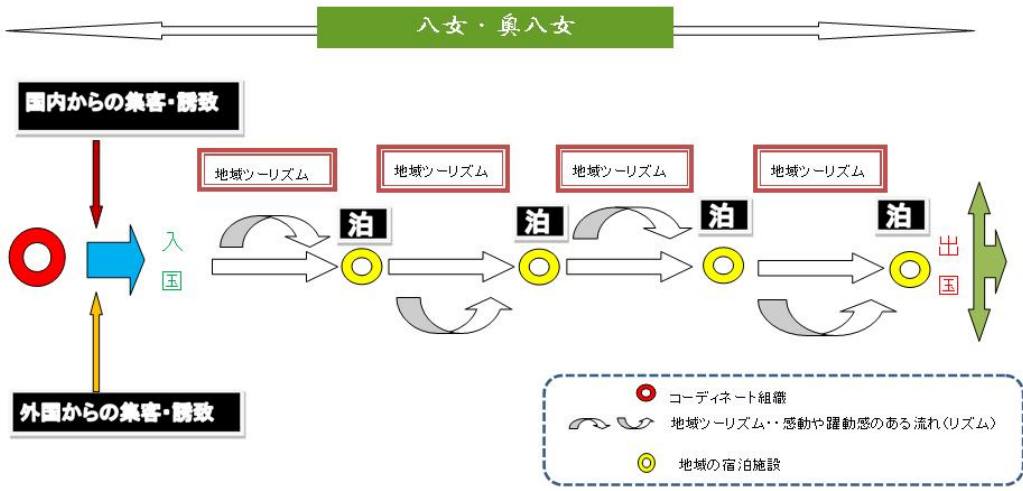 八女・奥八女
国内からの集客・誘致
地域ツーリズム
地域ツーリズム
地域ツーリズム
地域ツーリズム
泊
泊
泊
泊
入
国
出
国
外国からの集客・誘致
コーディネート組織
地域ツーリズム・・感動や躍動感のある流れ(リズム)
地域の宿泊施設